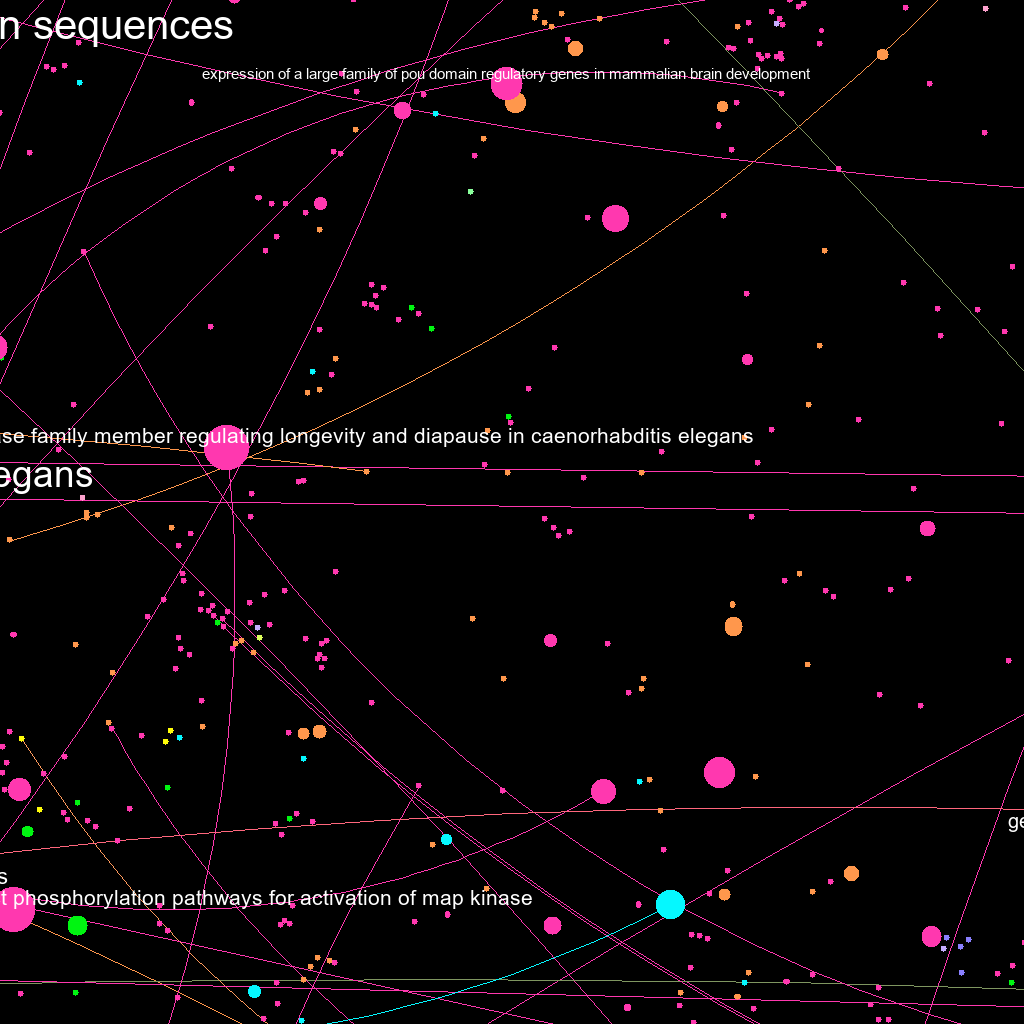 n sequences
expression of a large family of pou domain regulatory genes in mammalian brain development
se family member regulating longevity and diapause in caenorhabditis elegans
egans
ge
s
t phosphorylation pathways for activation of map kinase